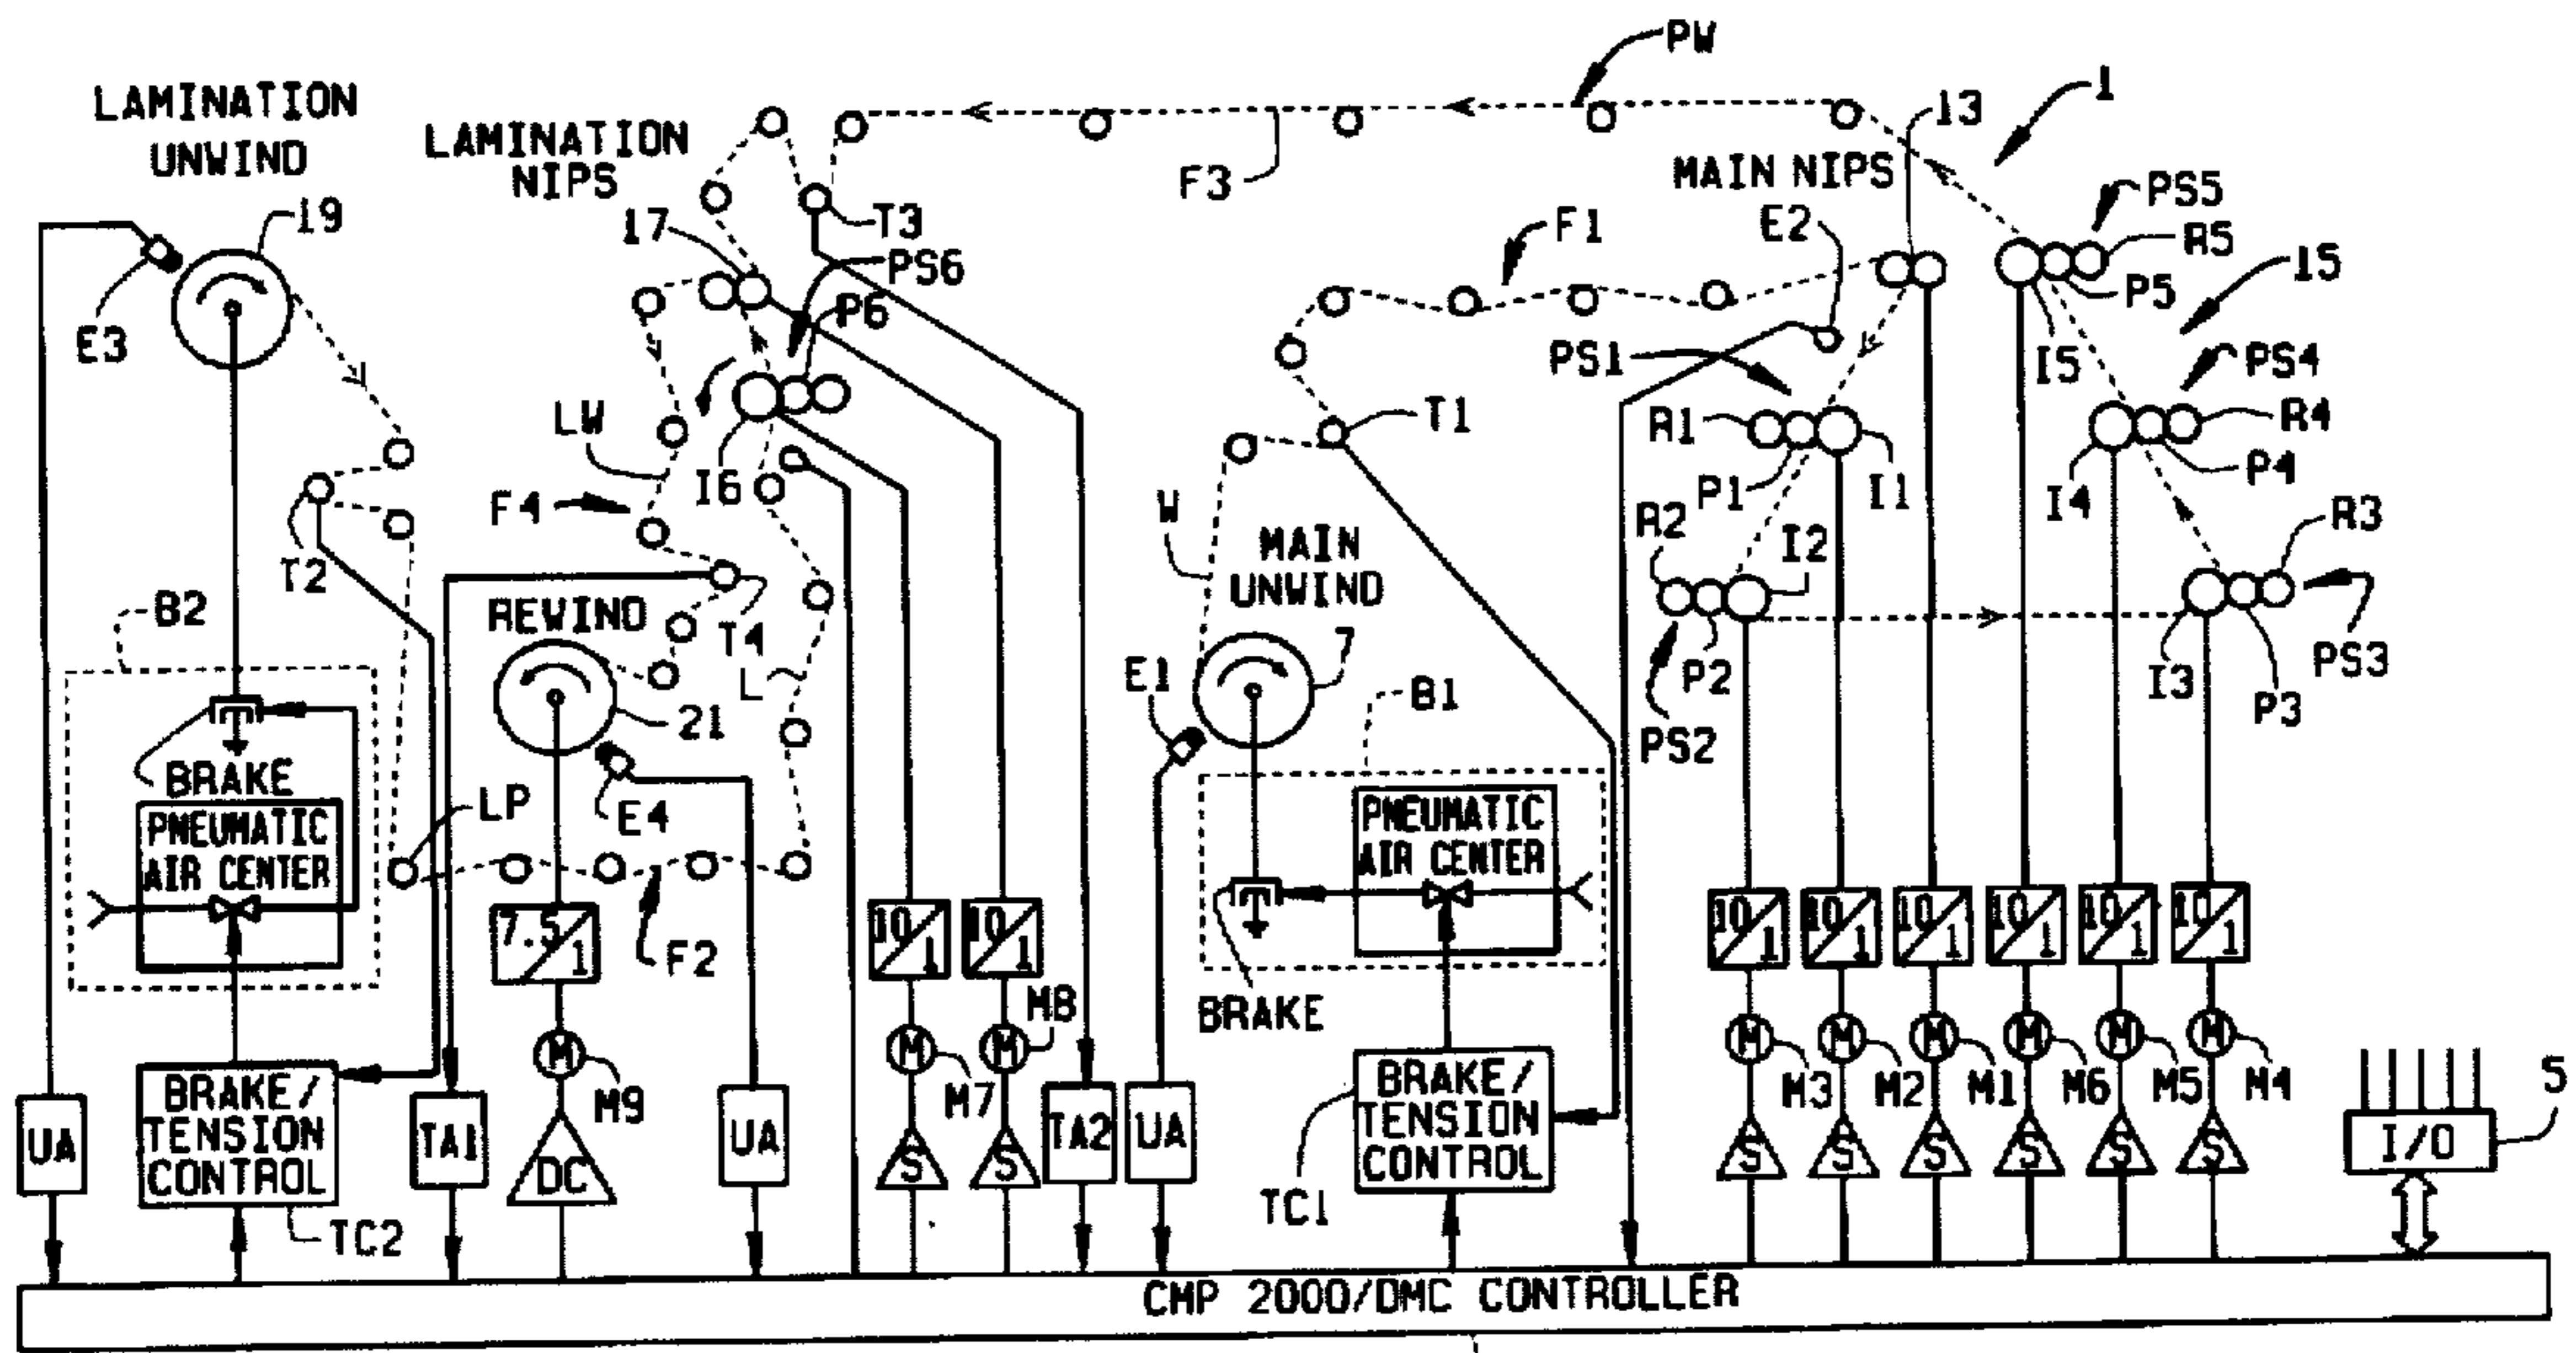 PW
LAMINATION
UNWIND
LAMINATION
NIPS
F3
MAIN NIPS
13
1
PS5
R5
15
P5
I5
19
E3
17
T3
PS6
P6
F1
E2
PS1
PS4
R4
P4
I4
R1
P1
I1
T1
LW
I6
F4
W
T2
B2
REWIND
T4
L
21
MAIN
UNWIND
7
E1
B1
R2
I2
P2
PS2
R3
I3
P3
PS3
BRAKE
PNEUMATIC
AIR CENTER
LP
E4
F2
7.5/1
10/1
10/1
PNEUMATIC
AIR CENTER
BRAKE
10/1
10/1
10/1
10/1
10/1
10/1
M
M9
M
M7
M
M8
M
M3
M
M2
M
M1
M
M6
M
M5
M
M4
UA
BRAKE/
TENSION
CONTROL
TC2
TA1
DC
UA
S
S
TA2
UA
BRAKE/
TENSION
CONTROL
TC1
S
S
S
S
S
S
I/O
5
CMP 2000/DMC CONTROLLER